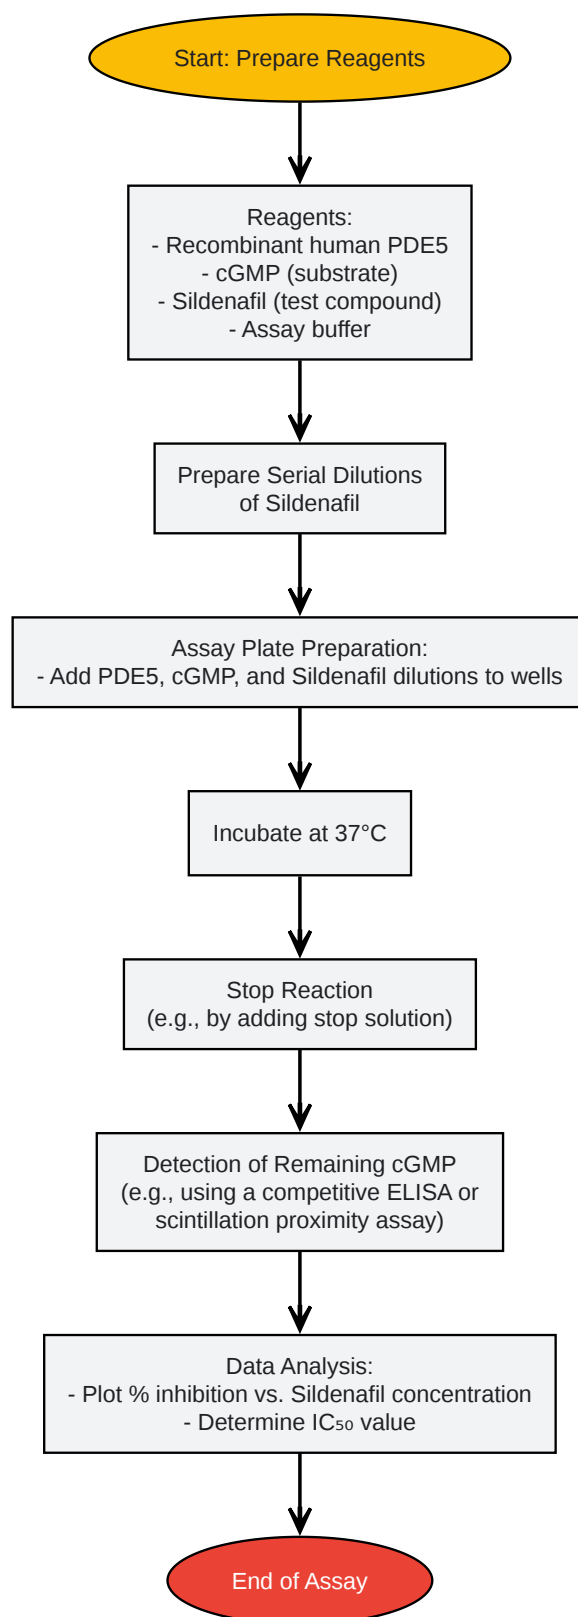 Start: Prepare Reagents
Reagents:
- Recombinant human PDE5
- cGMP (substrate)
- Sildenafil (test compound)
- Assay buffer
Prepare Serial Dilutions
of Sildenafil
Assay Plate Preparation:
- Add PDE5, cGMP, and Sildenafil dilutions to wells
Incubate at 37°C
Stop Reaction
(e.g., by adding stop solution)
Detection of Remaining cGMP
(e.g., using a competitive ELISA or
scintillation proximity assay)
Data Analysis:
- Plot % inhibition vs. Sildenafil concentration
- Determine IC₅₀ value
End of Assay